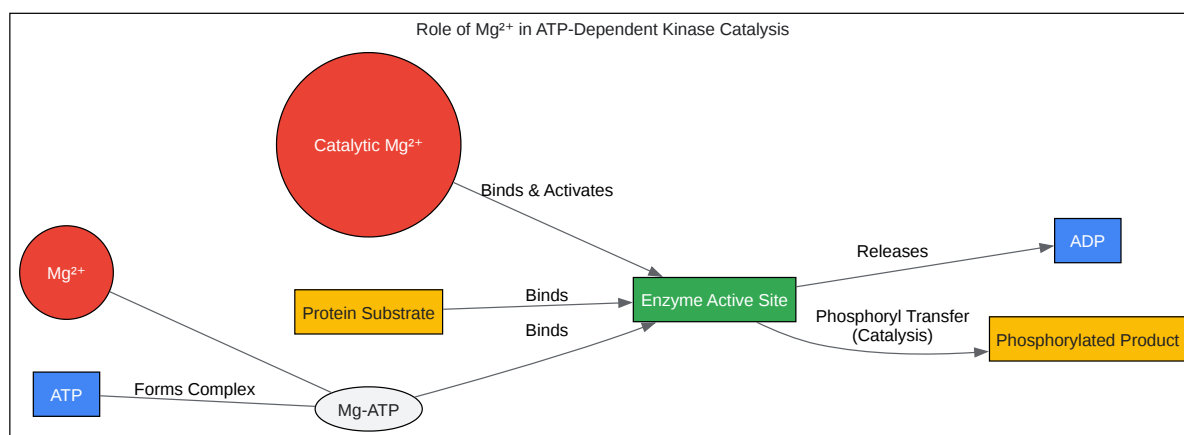 Role of Mg²⁺ in ATP-Dependent Kinase Catalysis
Catalytic Mg²⁺
Binds & Activates
Mg²⁺
ADP
Releases
Protein Substrate
Binds
Enzyme Active Site
Binds
Phosphoryl Transfer
(Catalysis)
Phosphorylated Product
ATP
Forms Complex
Mg-ATP